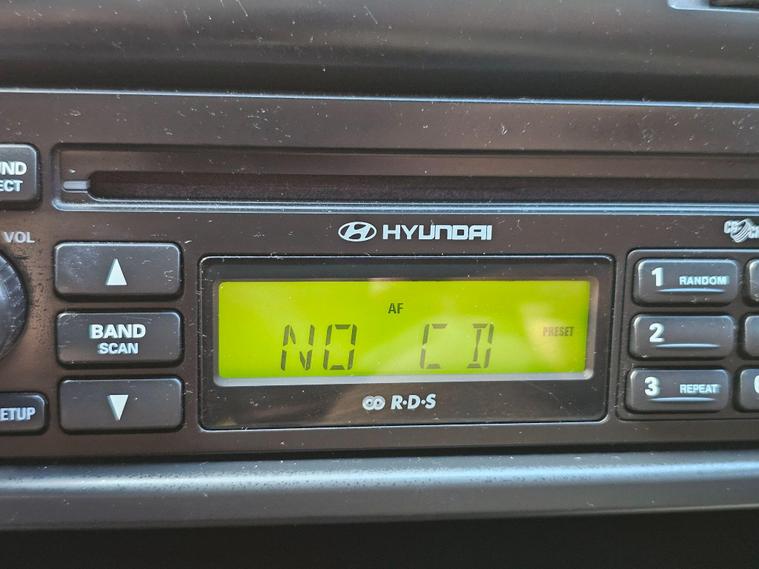 VOL
HYUNDAI
BAND
SCAN
AF
NO CD
PRESET
R·D·S
1 RANDOM
2
3 REPEAT